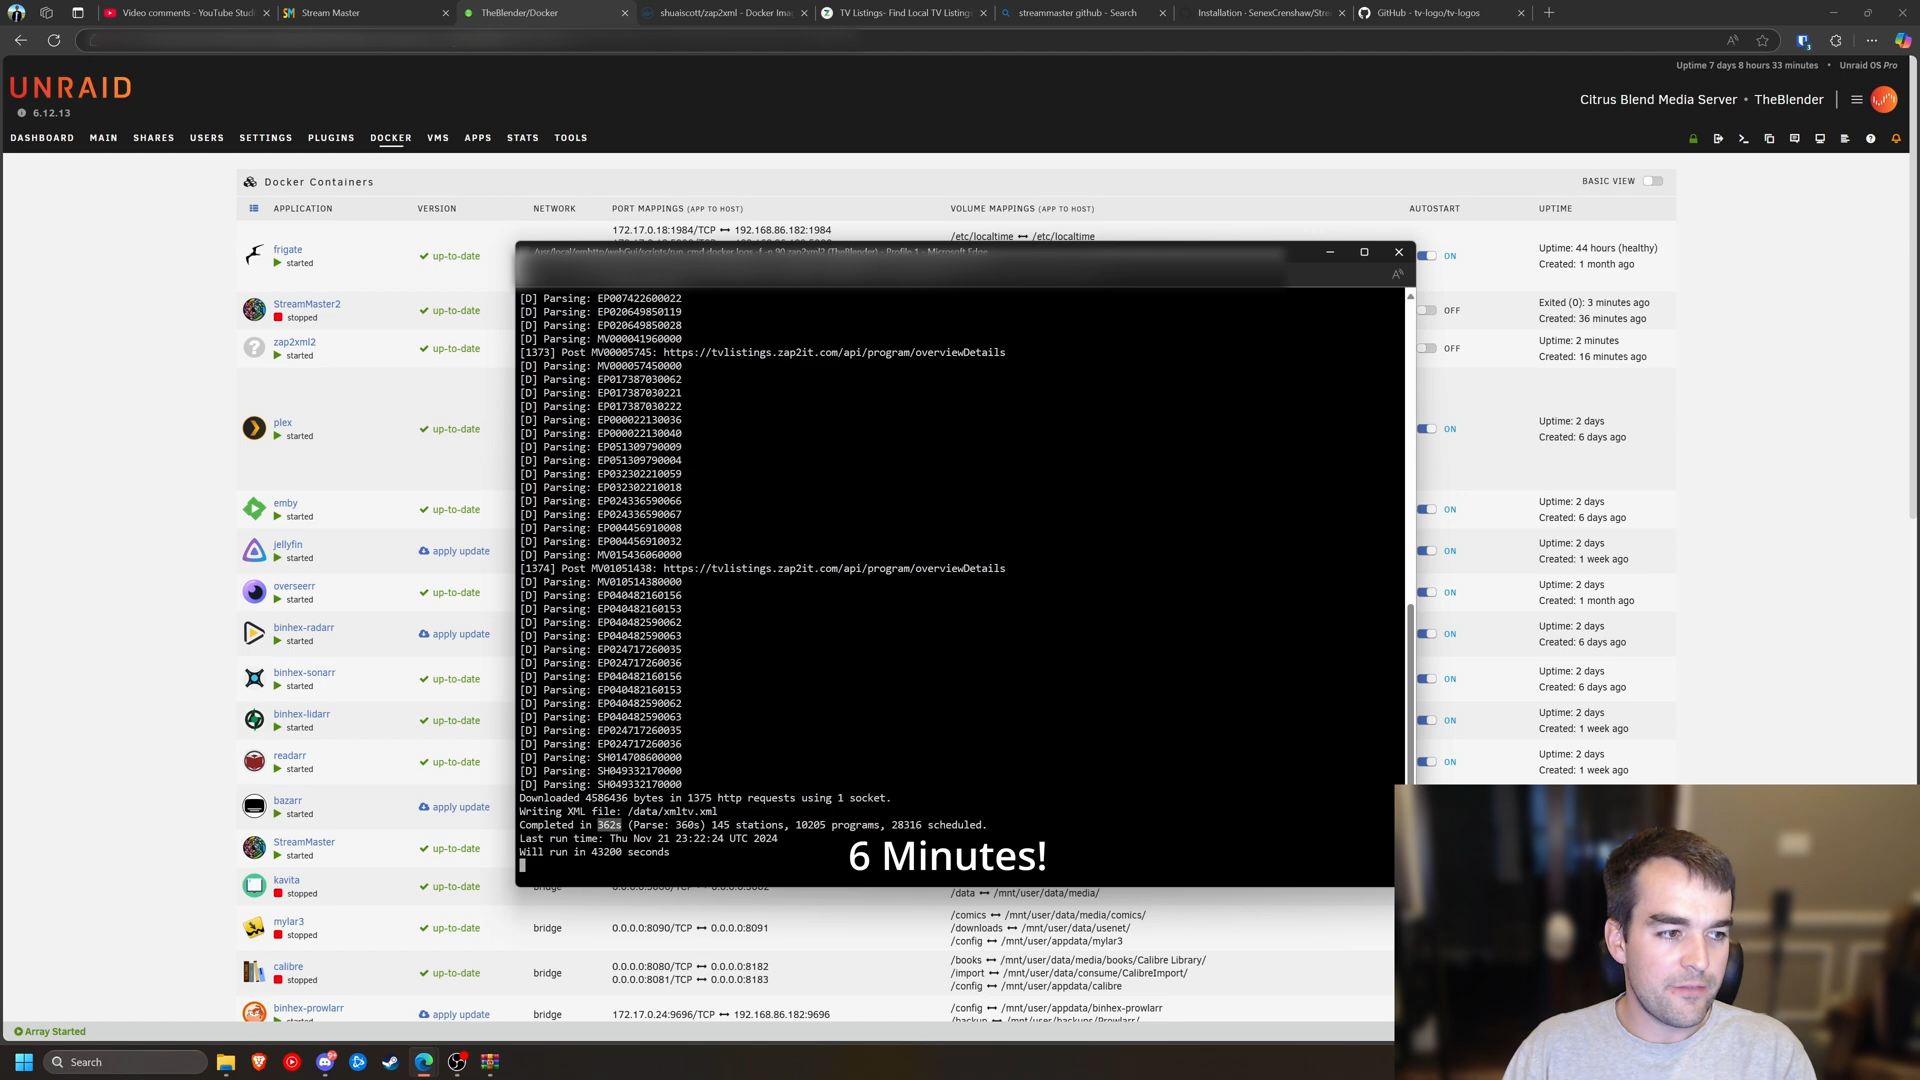 Video comments - YouTube Studi
Stream Master
TheBlender/Docker
shuaiscott/zap2xml - Docker Ima
TV Listings- Find Local TV Listings
streammaster github - Search
Installation · SenexCrenshaw/Stre
GitHub - tv-logo/tv-logos
UNRAID
6.12.13
Uptime 7 days 8 hours 33 minutes • Unraid OS Pro
Citrus Blend Media Server • TheBlender
DASHBOARD MAIN SHARES USERS SETTINGS PLUGINS DOCKER VMS APPS STATS TOOLS
Docker Containers
BASIC VIEW
APPLICATION VERSION NETWORK PORT MAPPINGS (APP TO HOST) VOLUME MAPPINGS (APP TO HOST) AUTOSTART UPTIME
frigate
started
up-to-date
172.17.0.18:1984/TCP ↔ 192.168.86.182:1984
/etc/localtime ↔ /etc/localtime
ON
Uptime: 44 hours (healthy)
Created: 1 month ago
StreamMaster2
stopped
up-to-date
OFF
Exited (0): 3 minutes ago
Created: 36 minutes ago
zap2xml2
started
up-to-date
OFF
Uptime: 2 minutes
Created: 16 minutes ago
plex
started
up-to-date
ON
Uptime: 2 days
Created: 6 days ago
emby
started
up-to-date
ON
Uptime: 2 days
Created: 6 days ago
jellyfin
started
apply update
ON
Uptime: 2 days
Created: 1 week ago
overseerr
started
up-to-date
ON
Uptime: 2 days
Created: 1 month ago
binhex-radarr
started
apply update
ON
Uptime: 2 days
Created: 6 days ago
binhex-sonarr
started
up-to-date
ON
Uptime: 2 days
Created: 6 days ago
binhex-lidarr
started
up-to-date
ON
Uptime: 2 days
Created: 1 week ago
readarr
started
up-to-date
ON
Uptime: 2 days
Created: 1 week ago
bazarr
started
apply update
StreamMaster
started
up-to-date
kavita
stopped
up-to-date
/data ↔ /mnt/user/data/media/
mylar3
stopped
up-to-date
bridge
0.0.0.0:8090/TCP ↔ 0.0.0.0:8091
/comics ↔ /mnt/user/data/media/comics/
/downloads ↔ /mnt/user/data/usenet/
/config ↔ /mnt/user/appdata/mylar3
calibre
stopped
up-to-date
bridge
0.0.0.0:8080/TCP ↔ 0.0.0.0:8182
0.0.0.0:8081/TCP ↔ 0.0.0.0:8183
/books ↔ /mnt/user/data/media/books/Calibre Library/
/import ↔ /mnt/user/data/consume/CalibreImport/
/config ↔ /mnt/user/appdata/calibre
binhex-prowlarr
apply update
bridge
172.17.0.24:9696/TCP ↔ 192.168.86.182:9696
/config ↔ /mnt/user/appdata/binhex-prowlarr
/backup ↔ /mnt/user/backups/Prowlarr/
[D] Parsing: EP007422600022
[D] Parsing: EP020649850119
[D] Parsing: EP020649850028
[D] Parsing: MV000041960000
[1373] Post MV00005745: https://tvlistings.zap2it.com/api/program/overviewDetails
[D] Parsing: MV000057450000
[D] Parsing: EP017387030062
[D] Parsing: EP017387030221
[D] Parsing: EP017387030222
[D] Parsing: EP000022130036
[D] Parsing: EP000022130040
[D] Parsing: EP051309790009
[D] Parsing: EP051309790004
[D] Parsing: EP032302210059
[D] Parsing: EP032302210018
[D] Parsing: EP024336590066
[D] Parsing: EP024336590067
[D] Parsing: EP004456910008
[D] Parsing: EP004456910032
[D] Parsing: MV015436060000
[1374] Post MV01051438: https://tvlistings.zap2it.com/api/program/overviewDetails
[D] Parsing: MV010514380000
[D] Parsing: EP040482160156
[D] Parsing: EP040482160153
[D] Parsing: EP040482590062
[D] Parsing: EP040482590063
[D] Parsing: EP024717260035
[D] Parsing: EP024717260036
[D] Parsing: EP040482160156
[D] Parsing: EP040482160153
[D] Parsing: EP040482590062
[D] Parsing: EP040482590063
[D] Parsing: EP024717260035
[D] Parsing: EP024717260036
[D] Parsing: SH014708600000
[D] Parsing: SH049332170000
[D] Parsing: SH049332170000
Downloaded 4586436 bytes in 1375 http requests using 1 socket.
Writing XML file: /data/xmltv.xml
Completed in 362s (Parse: 360s) 145 stations, 10205 programs, 28316 scheduled.
Last run time: Thu Nov 21 23:22:24 UTC 2024
Will run in 43200 seconds
6 Minutes!
Array Started
Search